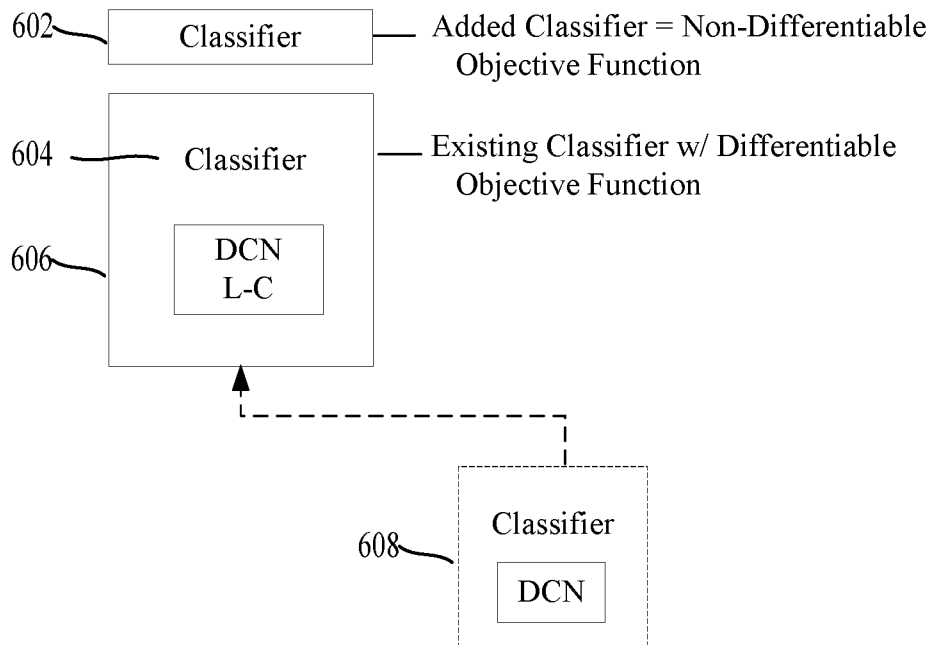 602
Classifier
Added Classifier = Non-Differentiable
Objective Function
604
Classifier
Existing Classifier w/ Differentiable
Objective Function
606
DCN
L-C
Classifier
608
DCN